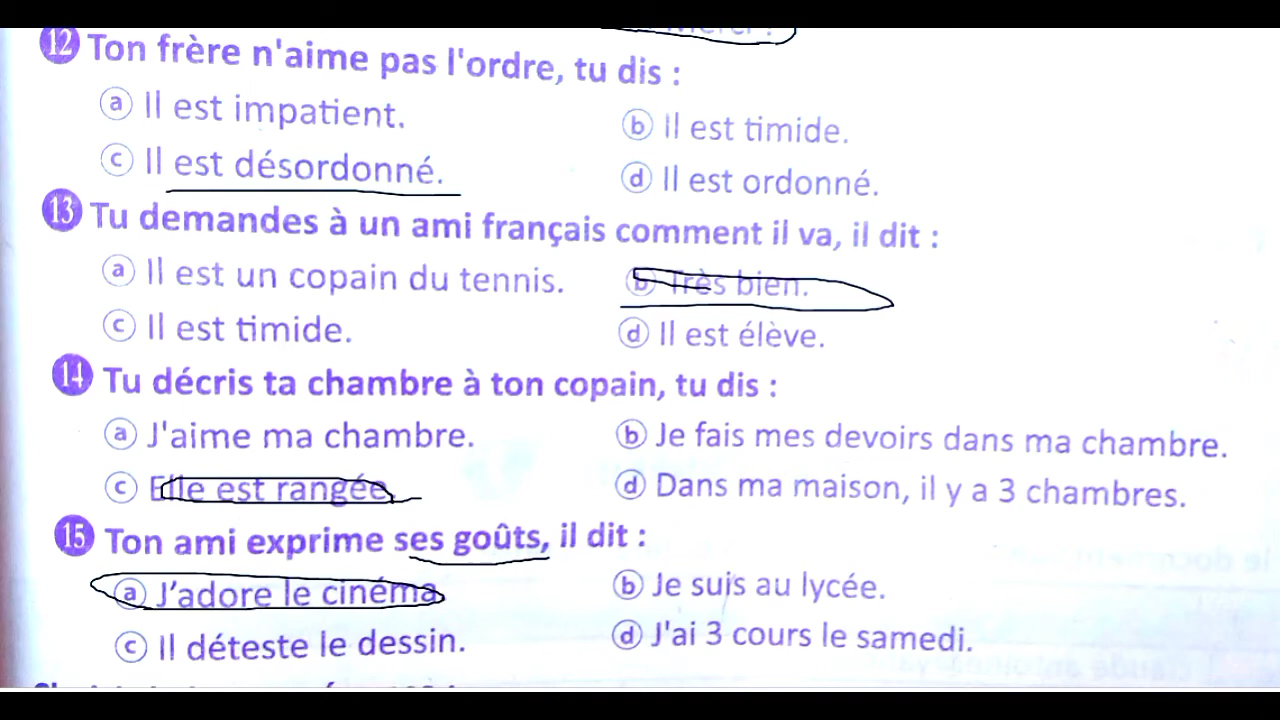 12 Ton frère n'aime pas l'ordre, tu dis :
a Il est impatient. b Il est timide.
c Il est désordonné. d Il est ordonné.
13 Tu demandes à un ami français comment il va, il dit :
a Il est un copain du tennis. b Très bien.
c Il est timide. d Il est élève.
14 Tu décris ta chambre à ton copain, tu dis :
a J'aime ma chambre. b Je fais mes devoirs dans ma chambre.
c Elle est rangée. d Dans ma maison, il y a 3 chambres.
15 Ton ami exprime ses goûts, il dit :
a J'adore le cinéma b Je suis au lycée.
c Il déteste le dessin. d J'ai 3 cours le samedi.